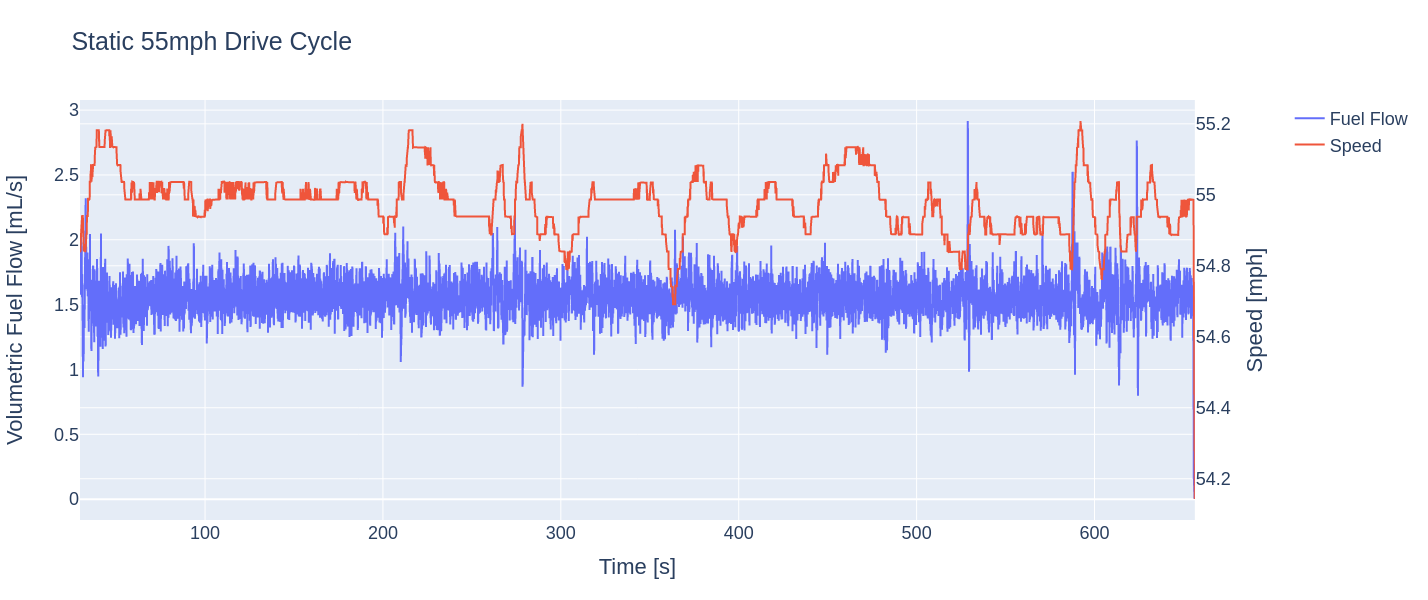 Static 55mph Drive Cycle
Fuel Flow
Speed
Volumetric Fuel Flow [mL/s]
3
2.5
2
1.5
1
0.5
0
55.2
55
54.8
54.6
54.4
54.2
Speed [mph]
100 200 300 400 500 600
Time [s]